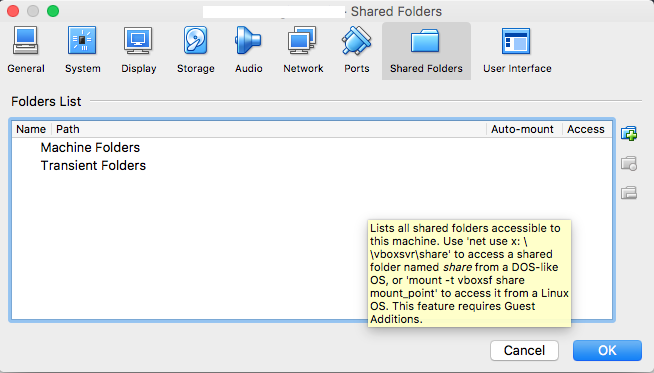 - Shared Folders
General System Display Storage Audio Network Ports Shared Folders User Interface
Folders List
Name Path Auto-mount Access
Machine Folders
Transient Folders
Lists all shared folders accessible to
this machine. Use 'net use x: \
\vboxsvr\share' to access a shared
folder named share from a DOS-like
OS, or 'mount -t vboxsf share
mount_point' to access it from a Linux
OS. This feature requires Guest
Additions.
Cancel OK